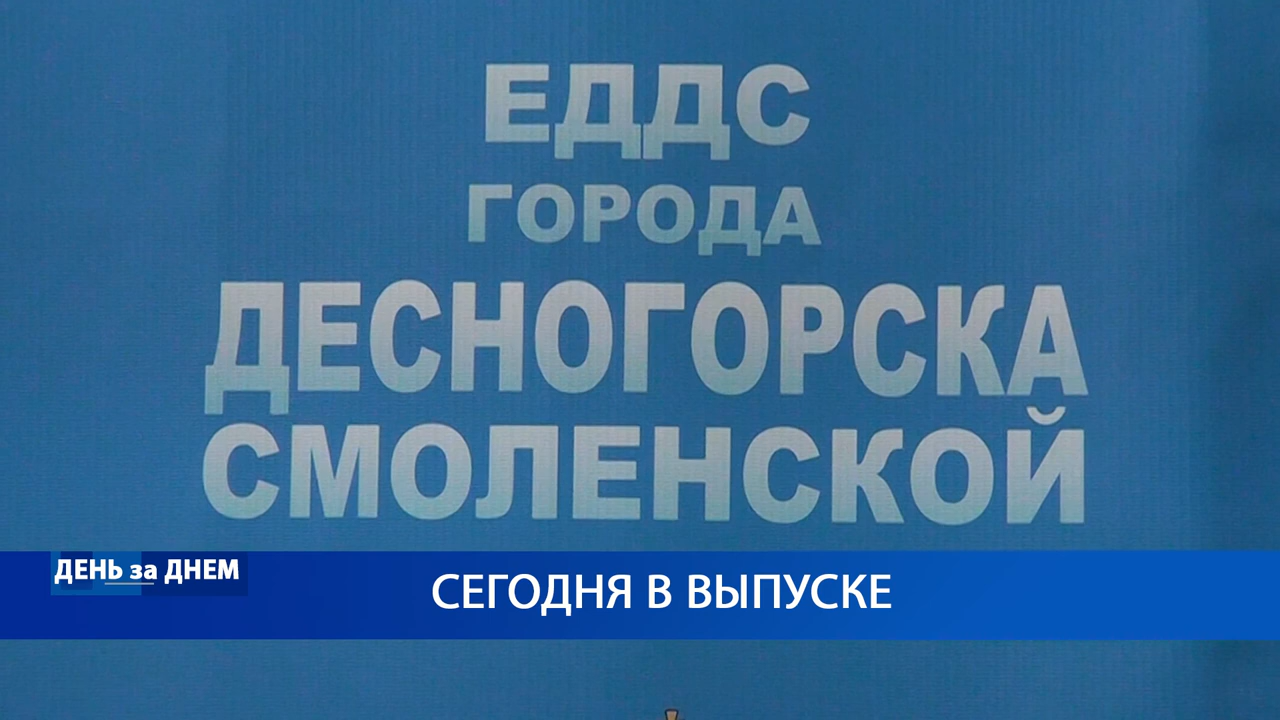 ЕДДС
ГОРОДА
ДЕСНОГОРСКА
СМОЛЕНСКОЙ
ДЕНЬ за ДНЕМ
СЕГОДНЯ В ВЫПУСКЕ